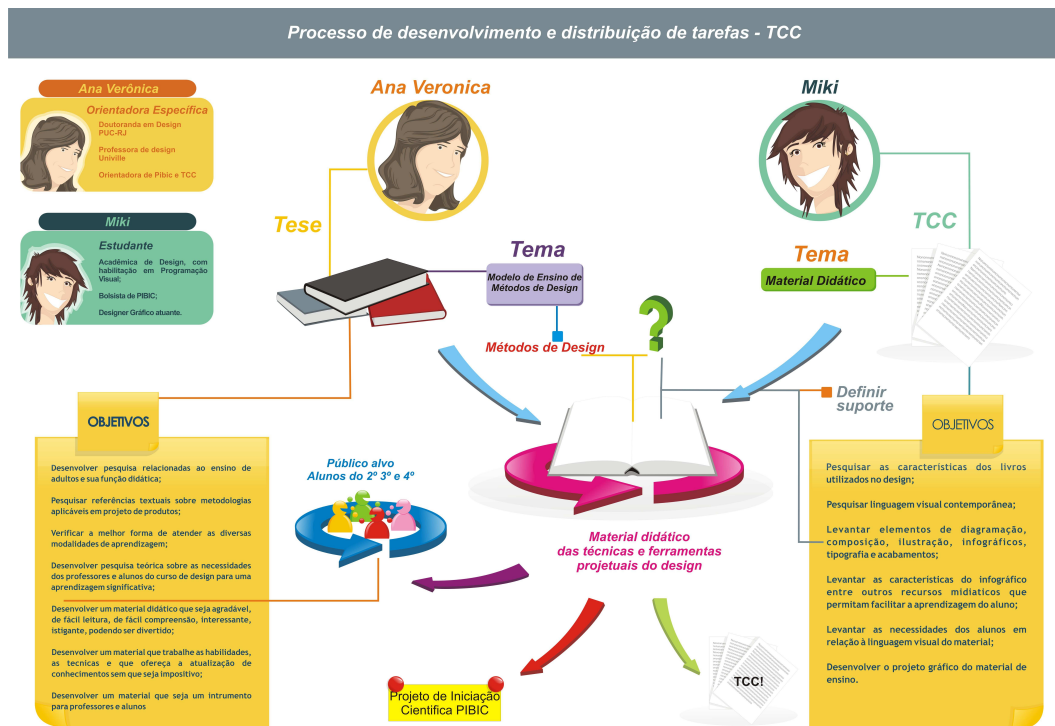 Processo de desenvolvimento e distribuição de tarefas - TCC
Ana Verônica
Orientadora Específica
Doutoranda em Design
PUC-RJ
Professora de design
Univille
Orientadora de Pibic e TCC
Miki
Estudante
Acadêmica de Design, com
habilitação em Programação
Visual;
Bolsista de PIBIC;
Designer Gráfico atuante.
Ana Veronica
Miki
Tese
TCC
Tema
Modelo de Ensino de
Métodos de Design
Tema
Material Didático
?
Métodos de Design
Definir
suporte
OBJETIVOS
Desenvolver pesquisa relacionadas ao ensino de
adultos e sua função didática;
Pesquisar referências textuais sobre metodologias
aplicáveis em projeto de produtos;
Verificar a melhor forma de atender as diversas
modalidades de aprendizagem;
Desenvolver pesquisa teórica sobre as necessidades
dos professores e alunos do curso de design para uma
aprendizagem significativa;
Desenvolver um material didático que seja agradável,
de fácil leitura, de fácil compreensão, interessante,
istigante, podendo ser divertido;
Desenvolver um material que trabalhe as habilidades,
as tecnicas e que ofereça a atualização de
conhecimentos sem que seja impositivo;
Desenvolver um material que seja um intrumento
para professores e alunos
Público alvo
Alunos do 2º 3º e 4º
Material didático
das técnicas e ferramentas
projetuais do design
Projeto de Iniciação
Cientifica PIBIC
TCC!
OBJETIVOS
Pesquisar as características dos livros
utilizados no design;
Pesquisar linguagem visual contemporânea;
Levantar elementos de diagramação,
composição, ilustração, infográficos,
tipografia e acabamentos;
Levantar as características do infográfico
entre outros recursos midiaticos que
permitam facilitar a aprendizagem do aluno;
Levantar as necessidades dos alunos em
relação à linguagem visual do material;
Desenvolver o projeto gráfico do material de
ensino.